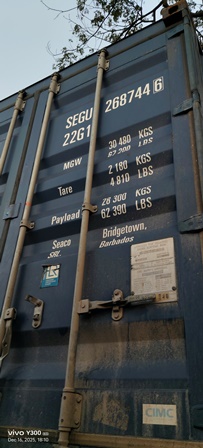 SEGU 268744 6
22G1
MGW 30 480 KGS
67 200 LBS
Tare 2 180 KGS
4 810 LBS
Payload 28 300 KGS
62 390 LBS
Seaco Bridgetown,
SRL. Barbados
CIMC
vivo Y300
Dec 16, 2025, 18:10